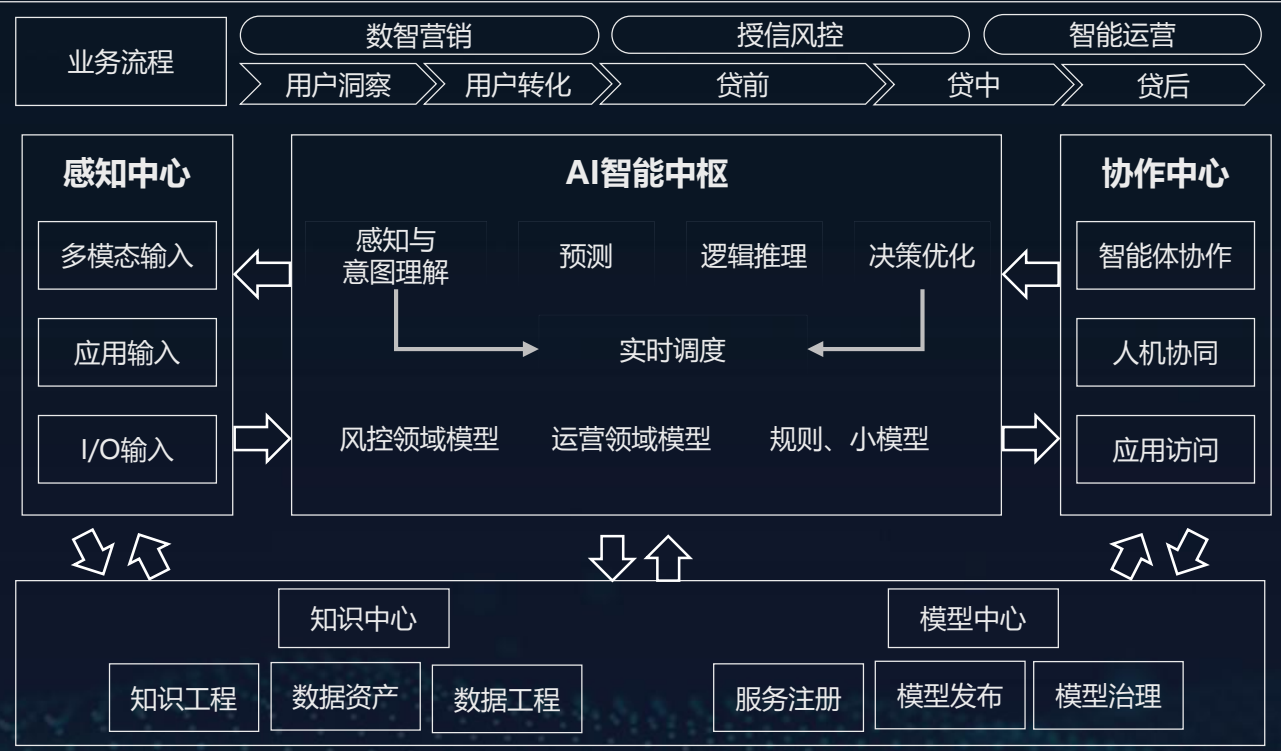 业务流程
数智营销
授信风控
智能运营
用户洞察
用户转化
贷前
贷中
贷后
感知中心
多模态输入
应用输入
I/O输入
AI智能中枢
感知与
意图理解
预测
逻辑推理
决策优化
实时调度
风控领域模型
运营领域模型
规则、小模型
协作中心
智能体协作
人机协同
应用访问
知识中心
知识工程
数据资产
数据工程
模型中心
服务注册
模型发布
模型治理